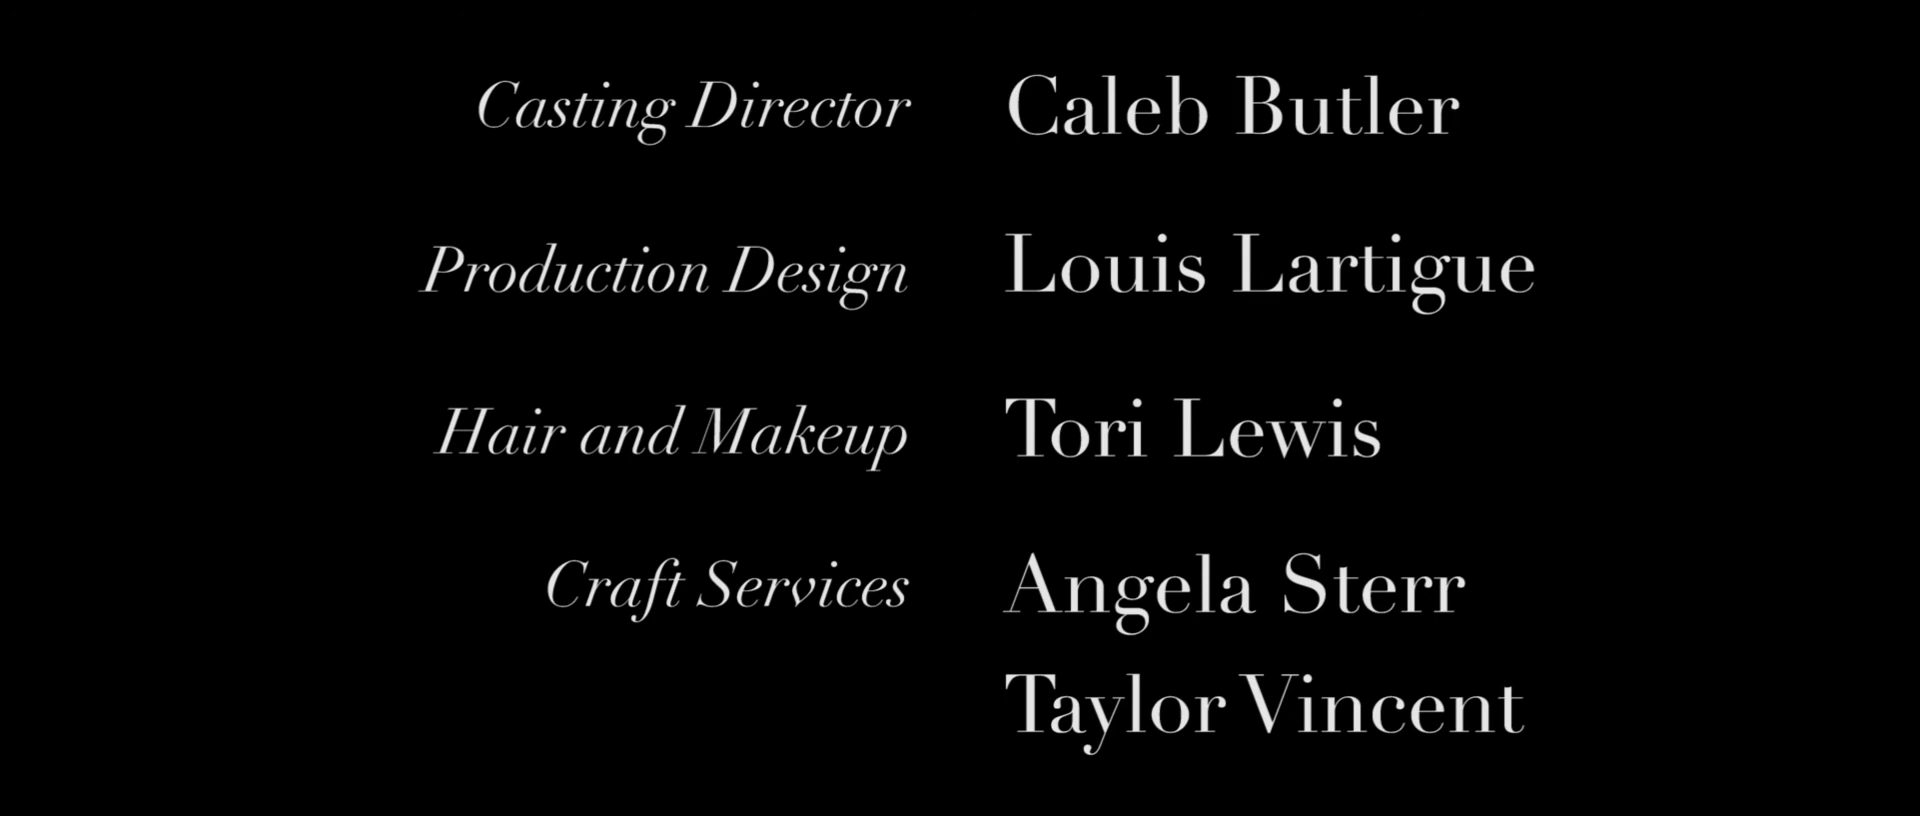 Casting Director Caleb Butler
Production Design Louis Lartigue
Hair and Makeup Tori Lewis
Craft Services Angela Sterr
Taylor Vincent